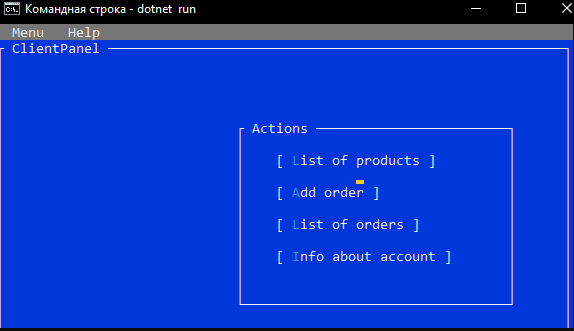 Командная строка - dotnet run
Menu Help
ClientPanel
Actions
[ List of products ]
[ Add order ]
[ List of orders ]
[ Info about account ]